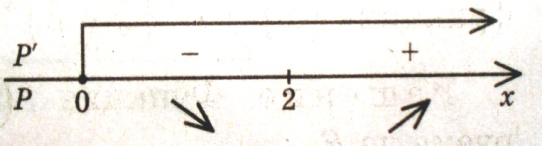 P′ − +
P 0 2 x